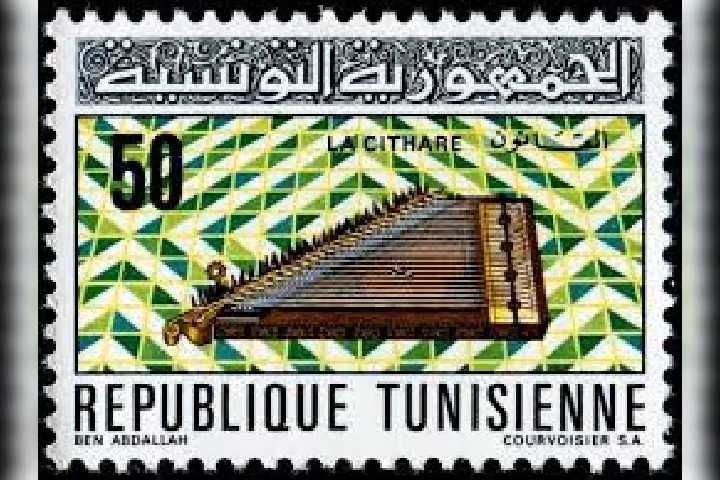 الجمهورية التونسية
50
LA CITHARE القانون
REPUBLIQUE TUNISIENNE
BEN ABDALLAH COURVOISIER S.A.